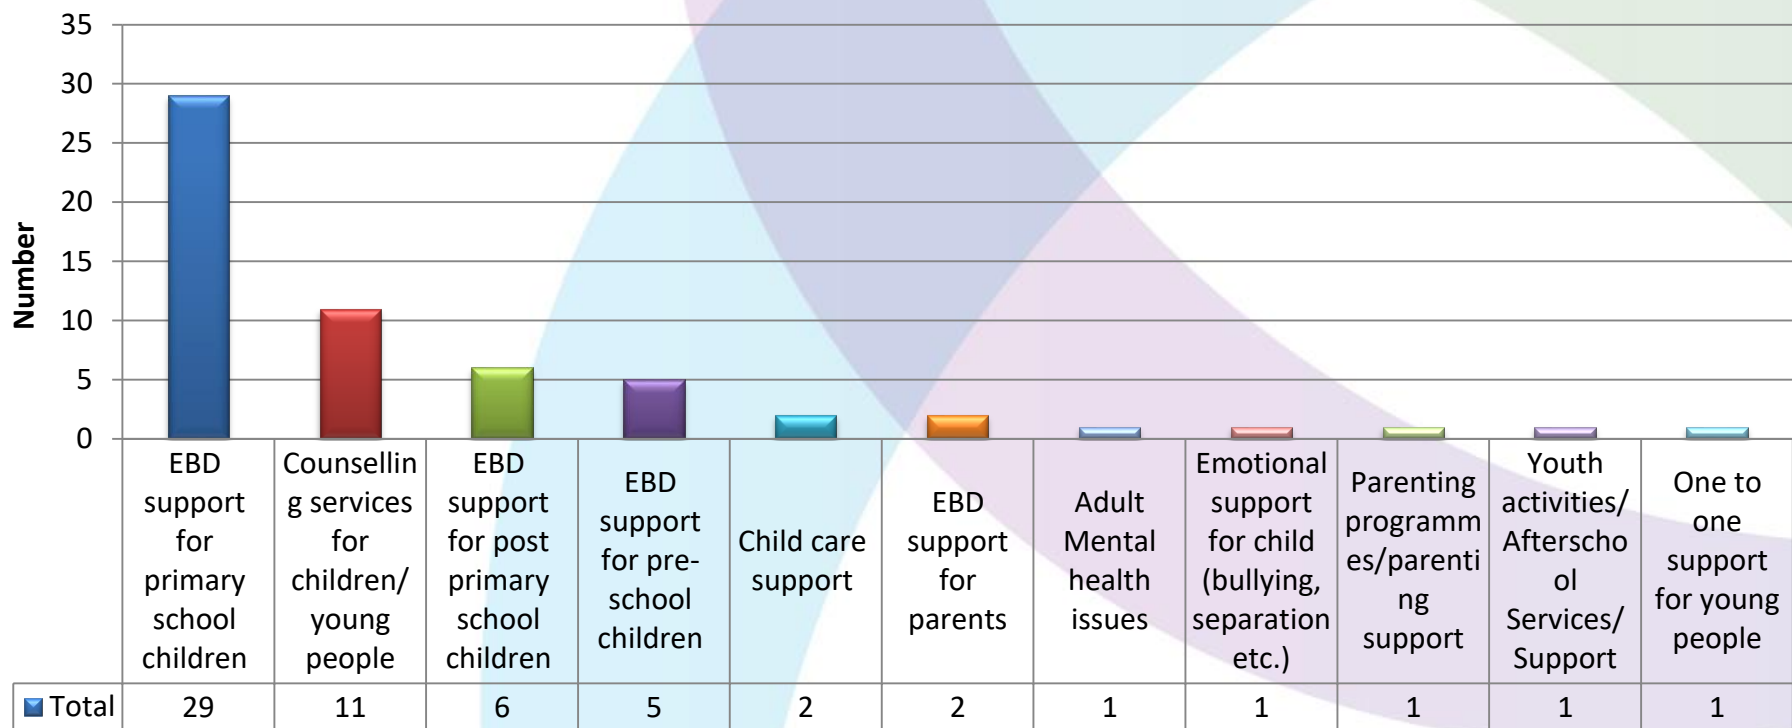 35
30
25
20
15
10
5
0
Number
EBD
support
for
primary
school
children
Counsellin
g services
for
children/
young
people
EBD
support
for post
primary
school
children
EBD
support
for pre-
school
children
Child care
support
EBD
support
for
parents
Adult
Mental
health
issues
Emotional
support
for child
(bullying,
separation
etc.)
Parenting
programm
es/parenti
ng
support
Youth
activities/
Afterscho
ol
Services/
Support
One to
one
support
for young
people
Total 29 11 6 5 2 2 1 1 1 1 1